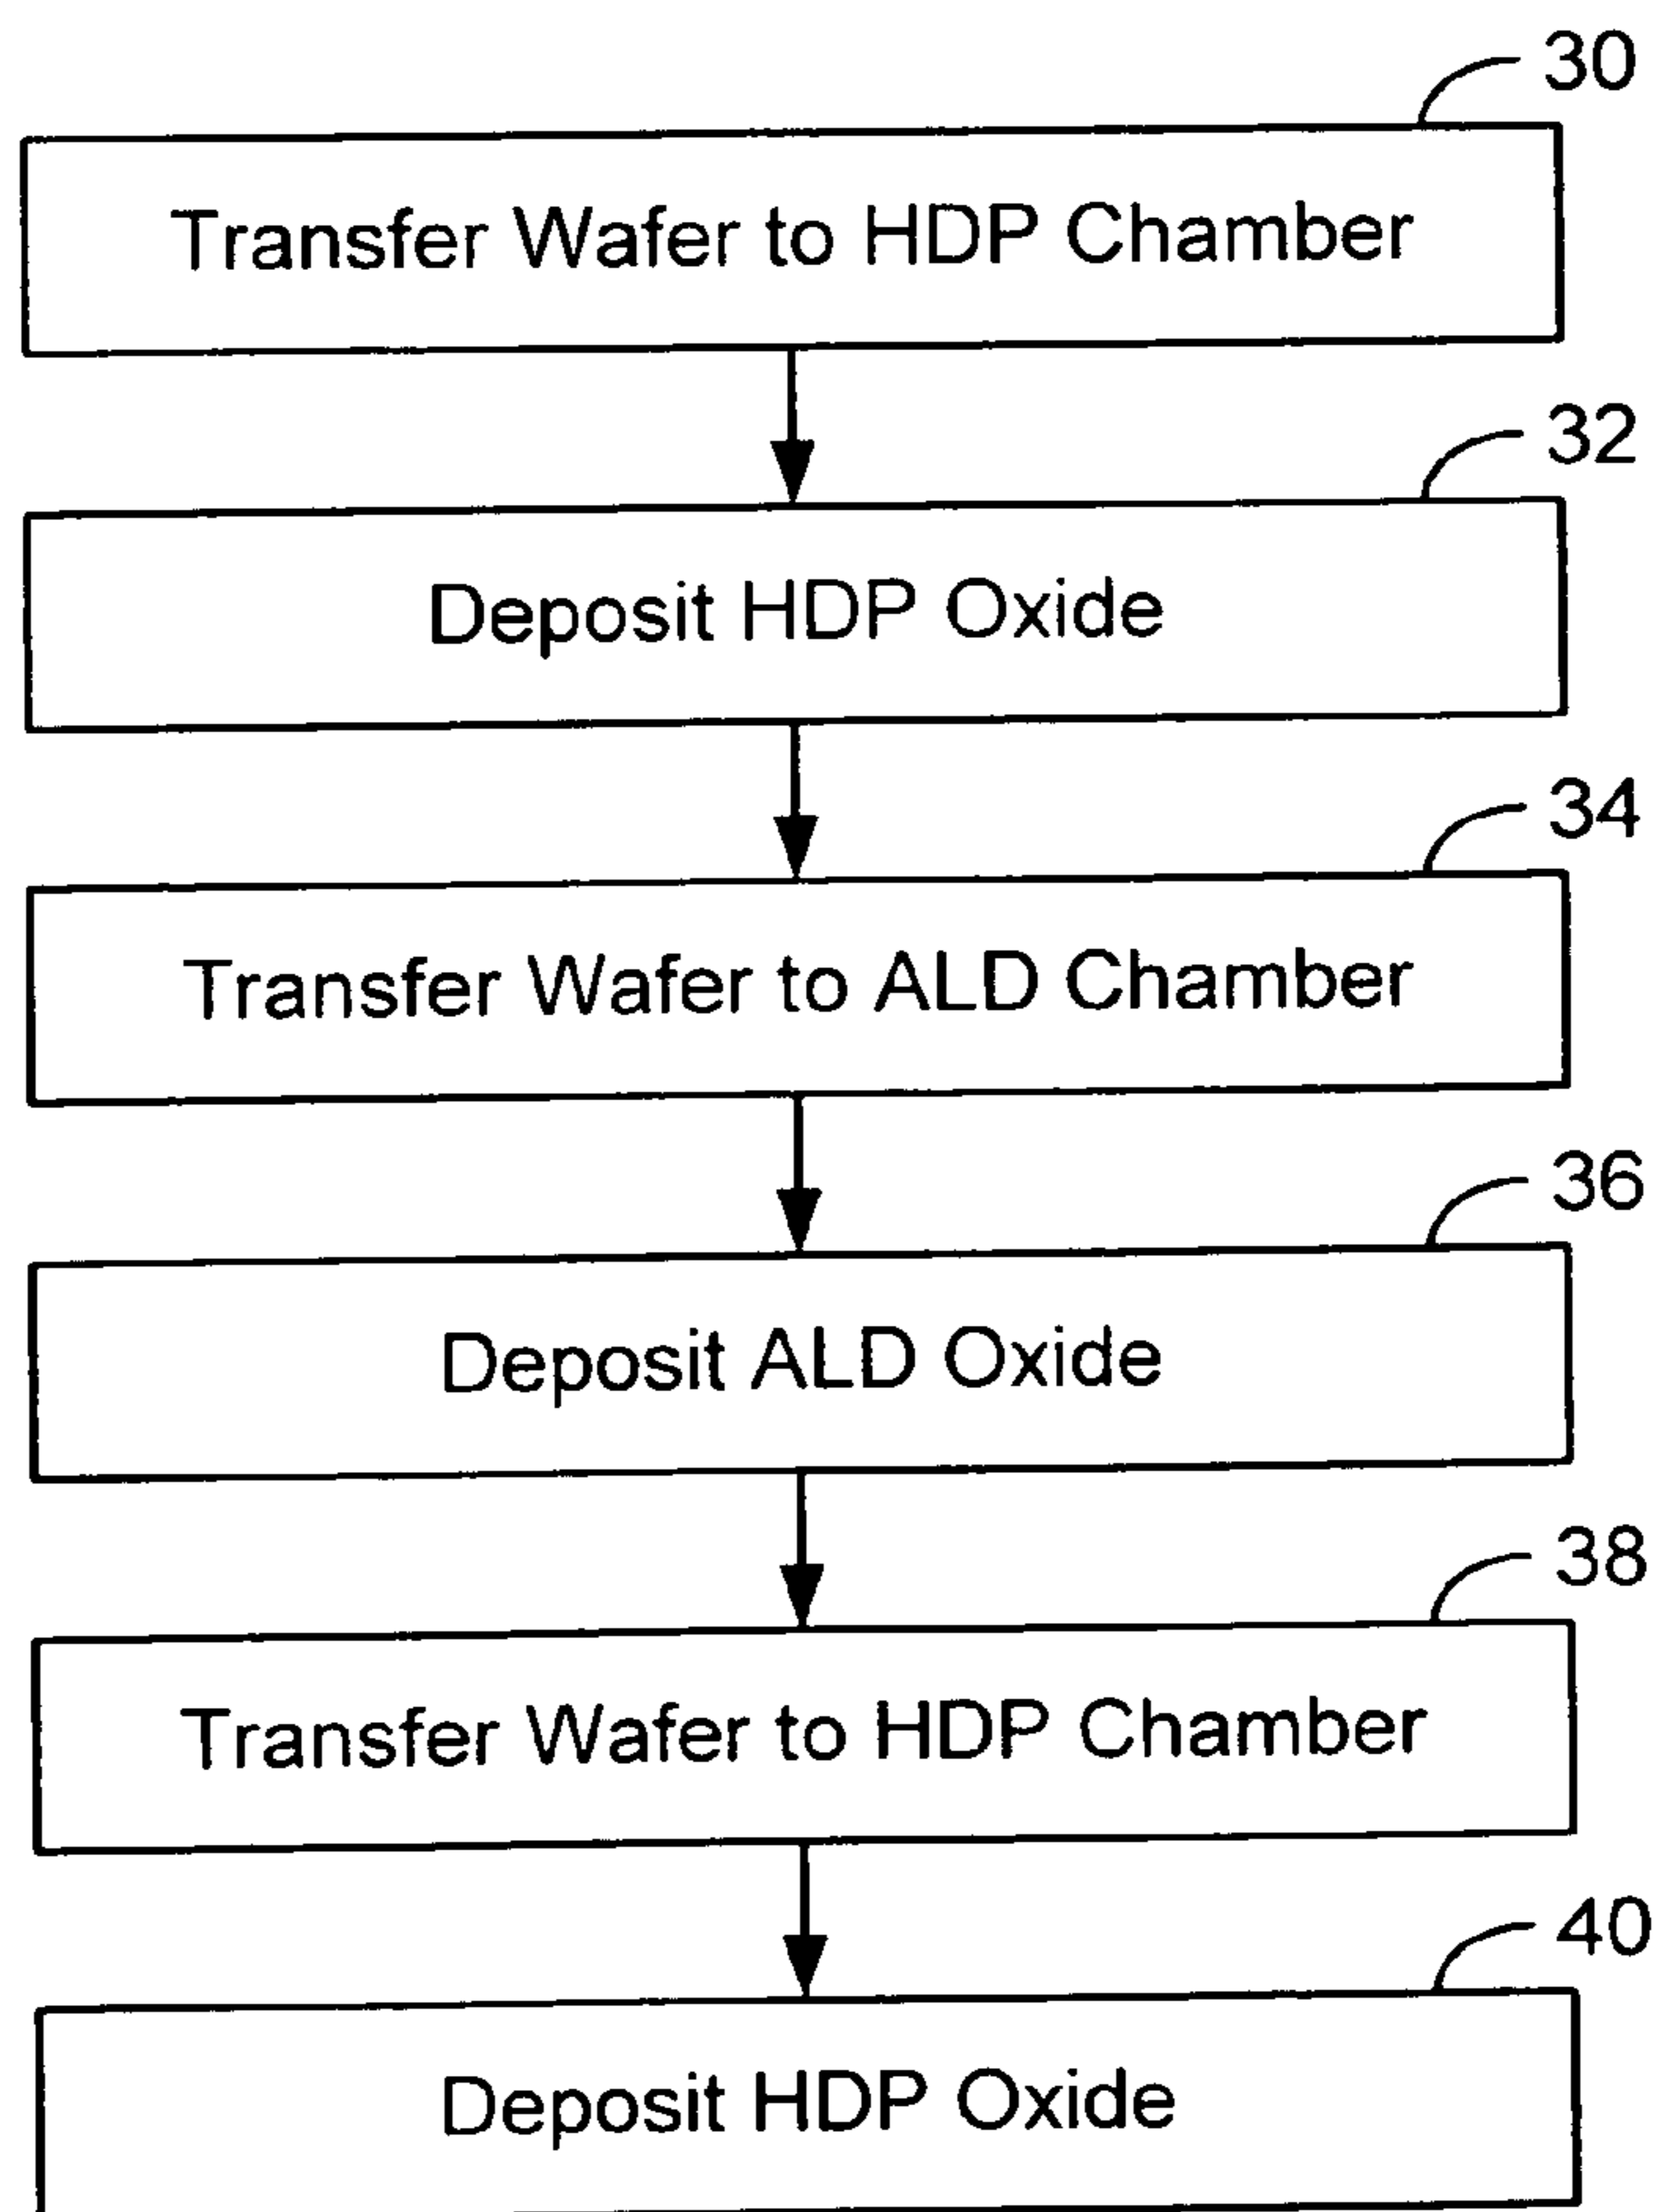 30
Transfer Wafer to HDP Chamber
32
Deposit HDP Oxide
34
Transfer Wafer to ALD Chamber
36
Deposit ALD Oxide
38
Transfer Wafer to HDP Chamber
40
Deposit HDP Oxide